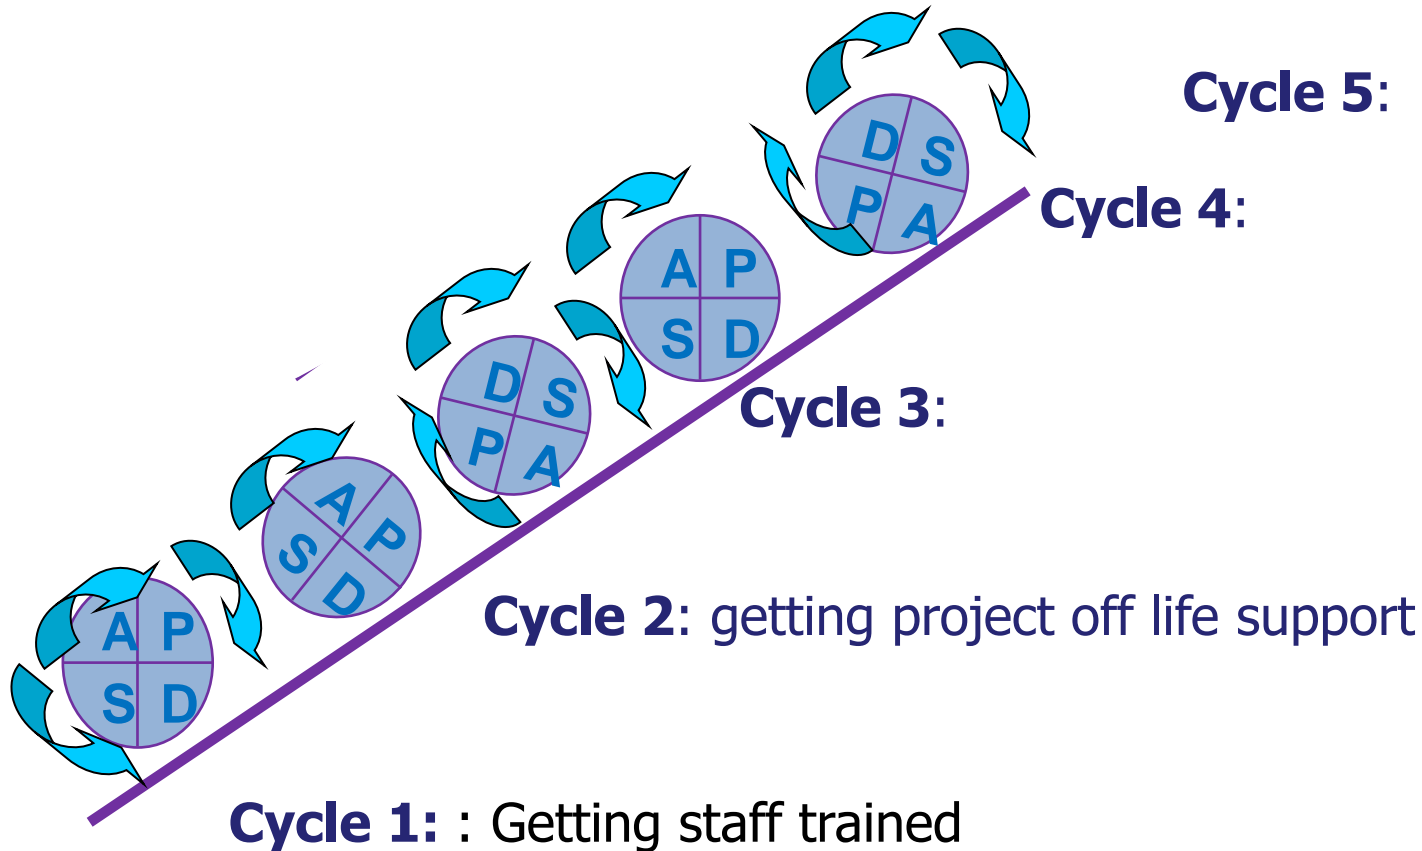 Cycle 5:
D S
P A
Cycle 4:
A P
S D
D S
P A
Cycle 3:
A P
S D
Cycle 2: getting project off life support
A P
S D
Cycle 1: : Getting staff trained